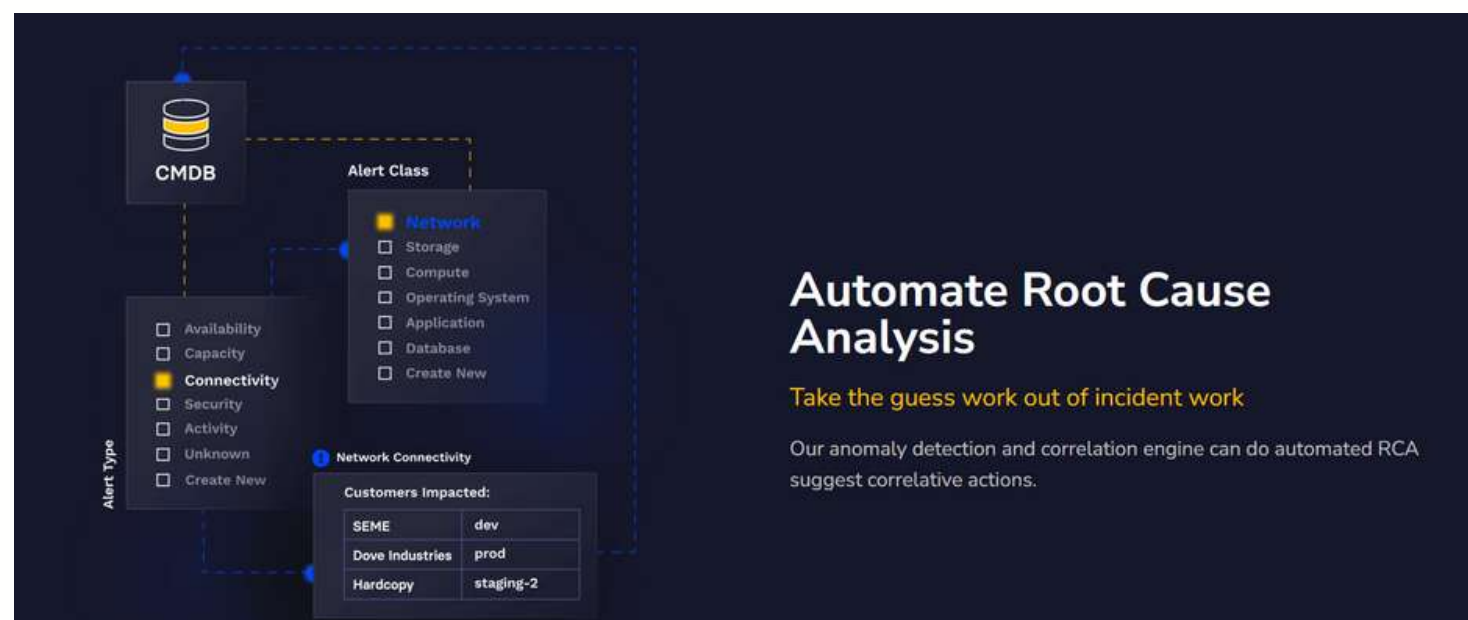 CMDB
Alert Class
Network
Storage
Compute
Operating System
Application
Database
Create New
Alert Type
Availability
Capacity
Connectivity
Security
Activity
Unknown
Create New
Network Connectivity
Customers Impacted:
SEME dev
Dove Industries prod
Hardcopy staging-2
Automate Root Cause
Analysis
Take the guess work out of incident work
Our anomaly detection and correlation engine can do automated RCA
suggest correlative actions.